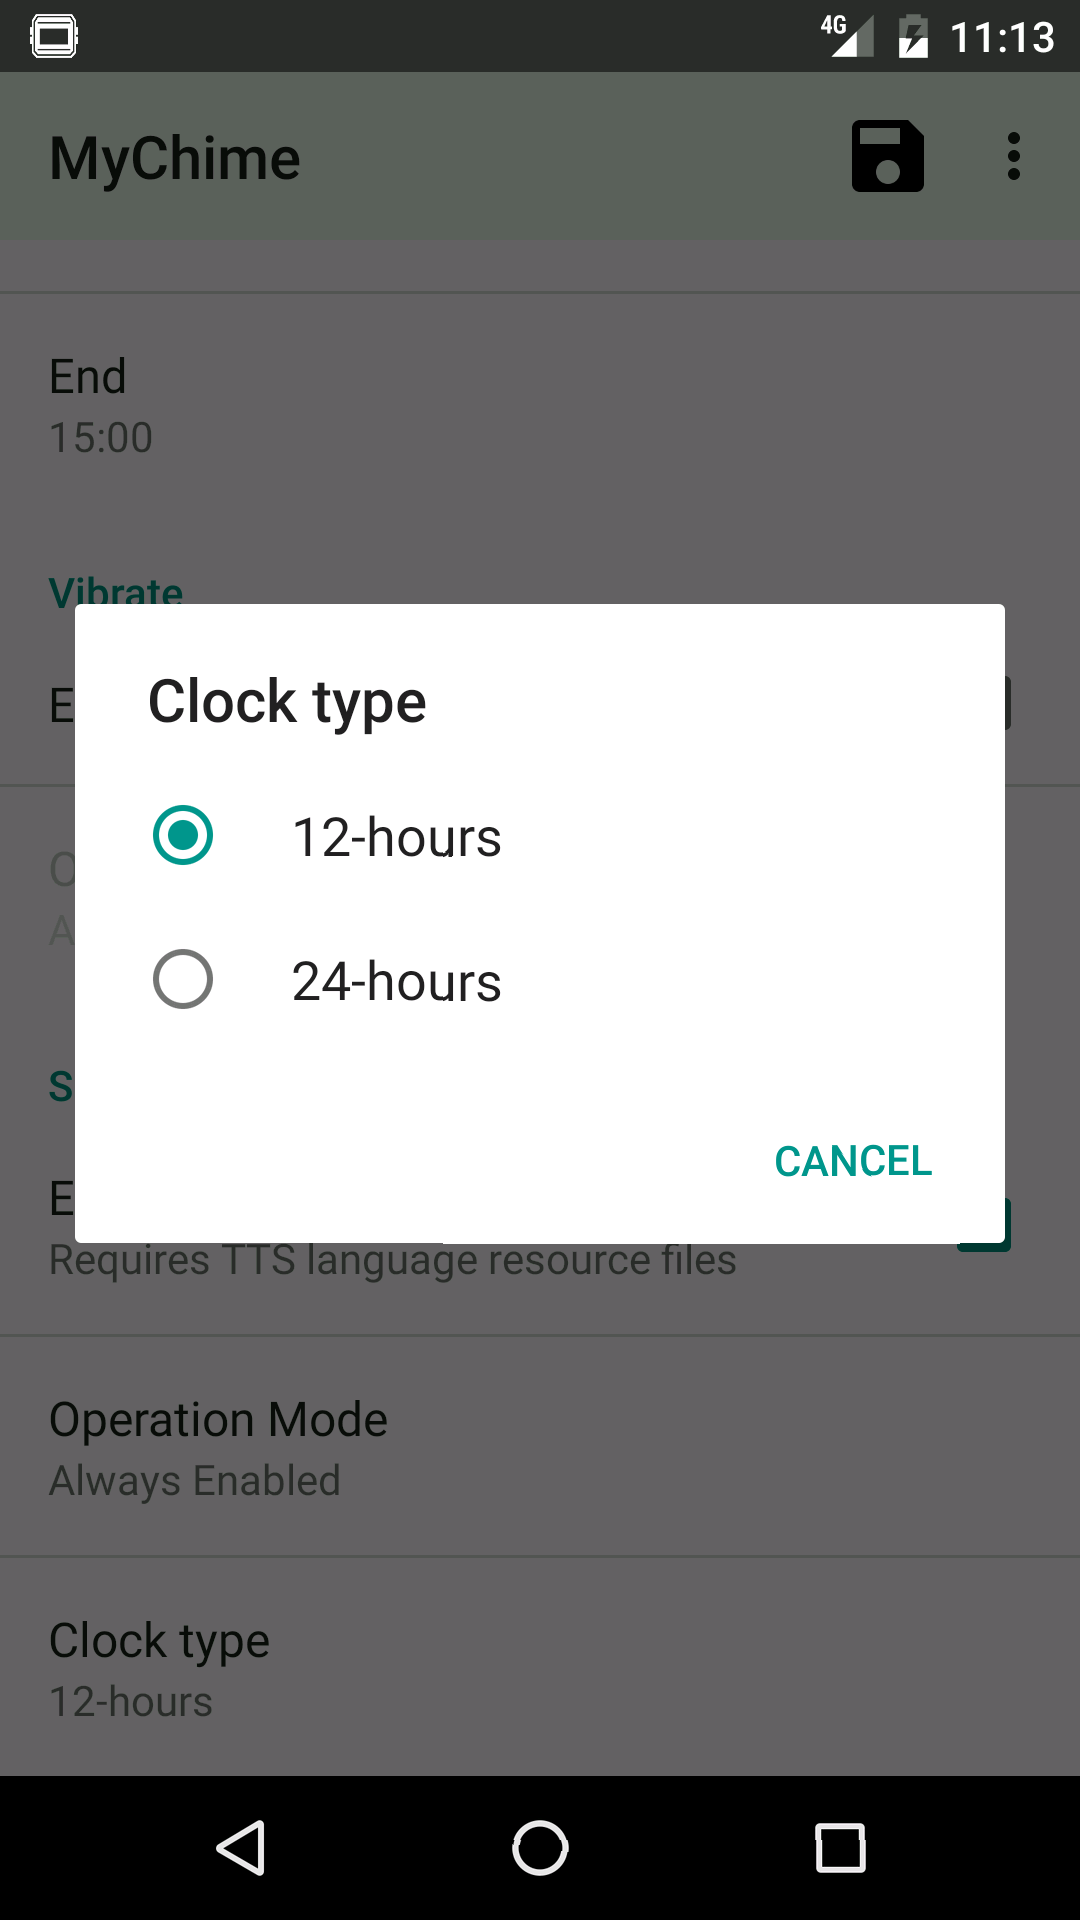 4G 11:13
MyChime
End
15:00
Vibrate
Clock type
12-hours
24-hours
CANCEL
Requires TTS language resource files
Operation Mode
Always Enabled
Clock type
12-hours